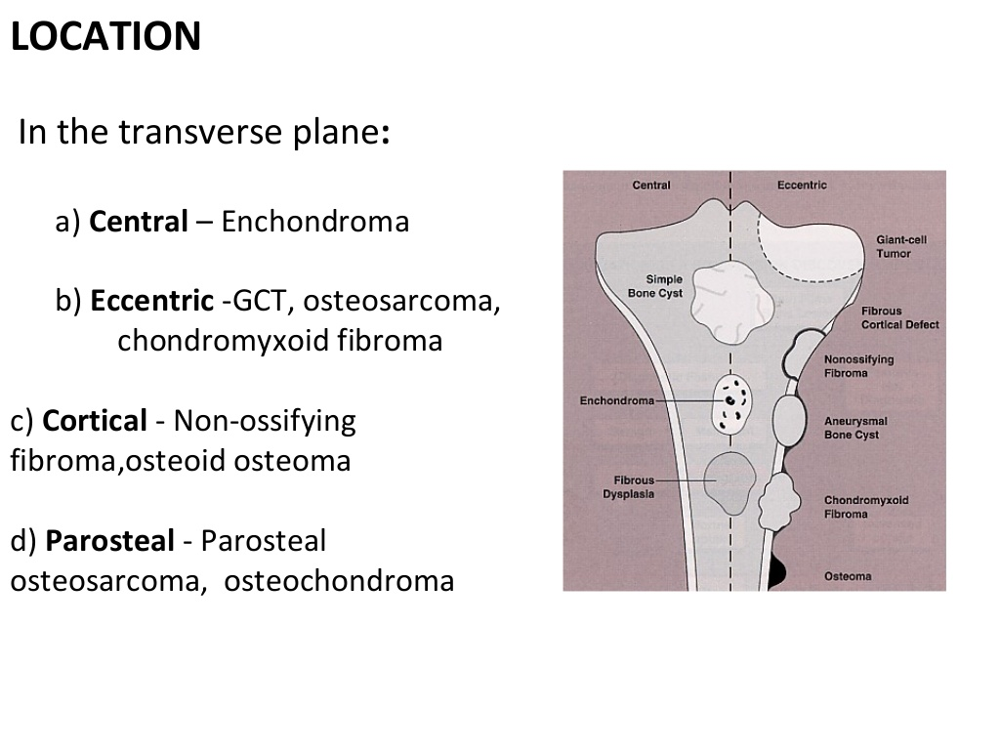 LOCATION
In the transverse plane:
a) Central – Enchondroma
b) Eccentric -GCT, osteosarcoma,
chondromyxoid fibroma
c) Cortical - Non-ossifying
fibroma,osteoid osteoma
d) Parosteal - Parosteal
osteosarcoma,  osteochondroma
Central
Eccentric
Giant-cell
Tumor
Simple
Bone Cyst
Fibrous
Cortical Defect
Nonossifying
Fibroma
Enchondroma
Aneurysmal
Bone Cyst
Fibrous
Dysplasia
Chondromyxoid
Fibroma
Osteoma